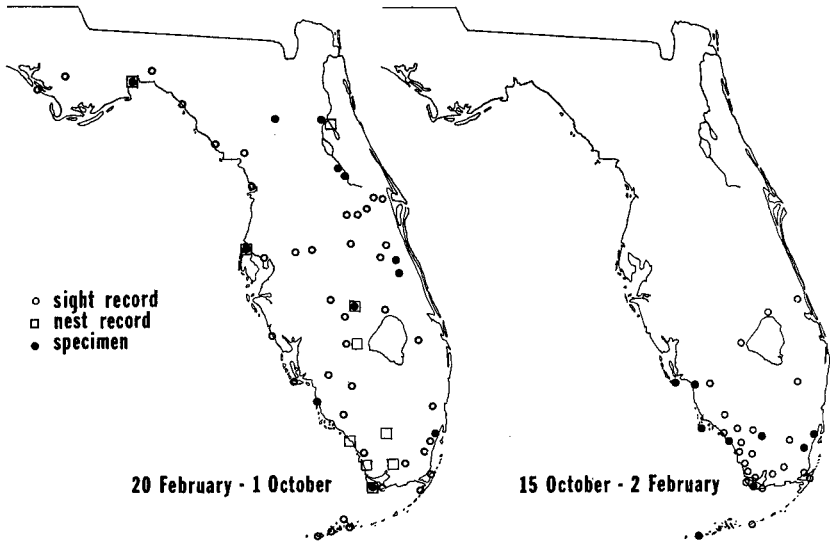 sight record
nest record
specimen
20 February - 1 October
15 October - 2 February